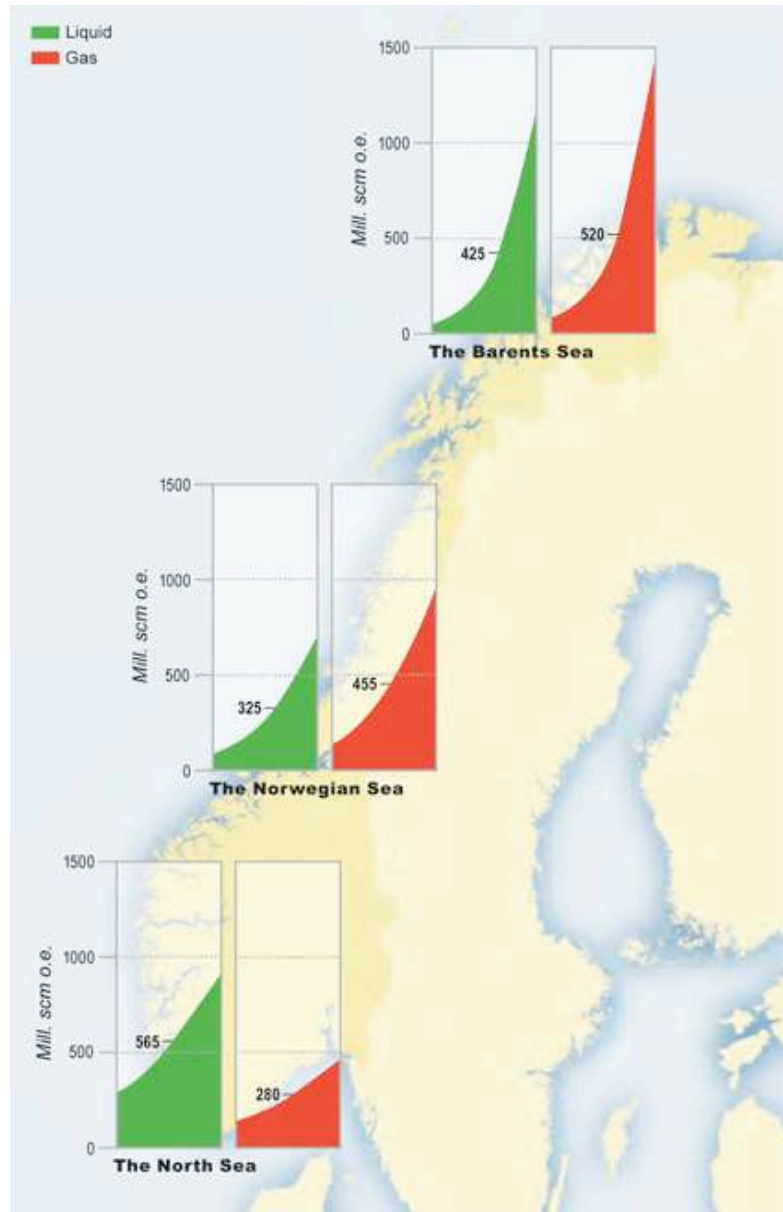 Liquid
Gas
1500
1000
500
0
Mill. scm o.e.
425
520
The Barents Sea
1500
1000
500
0
Mill. scm o.e.
325
455
The Norwegian Sea
1500
1000
500
0
Mill. scm o.e.
565
280
The North Sea